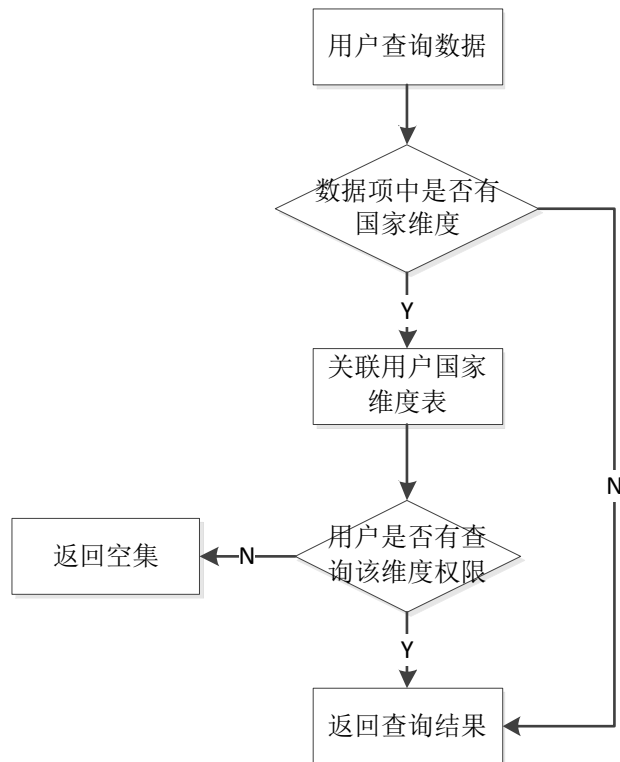 用户查询数据
数据项中是否有
国家维度
Y
关联用户国家
维度表
N
用户是否有查
询该维度权限
N
返回空集
Y
返回查询结果